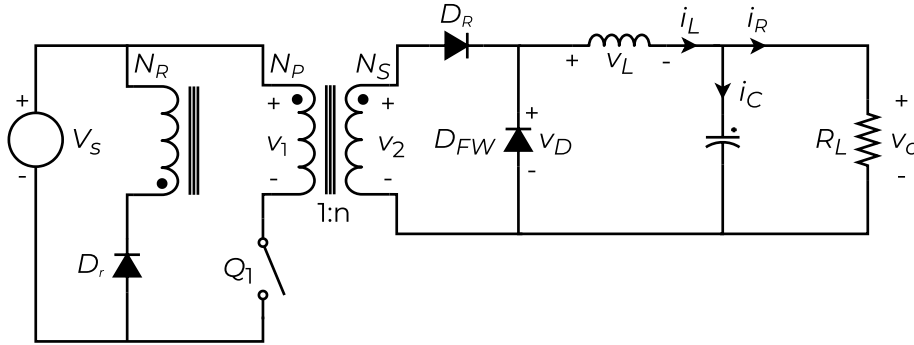 D_R
i_L
i_R
N_R
N_P
N_S
+
v_L
-
i_C
+
V_s
-
+
v_1
-
+
v_2
-
D_FW
+
v_D
-
R_L
+
v_o
-
1:n
D_r
Q_1